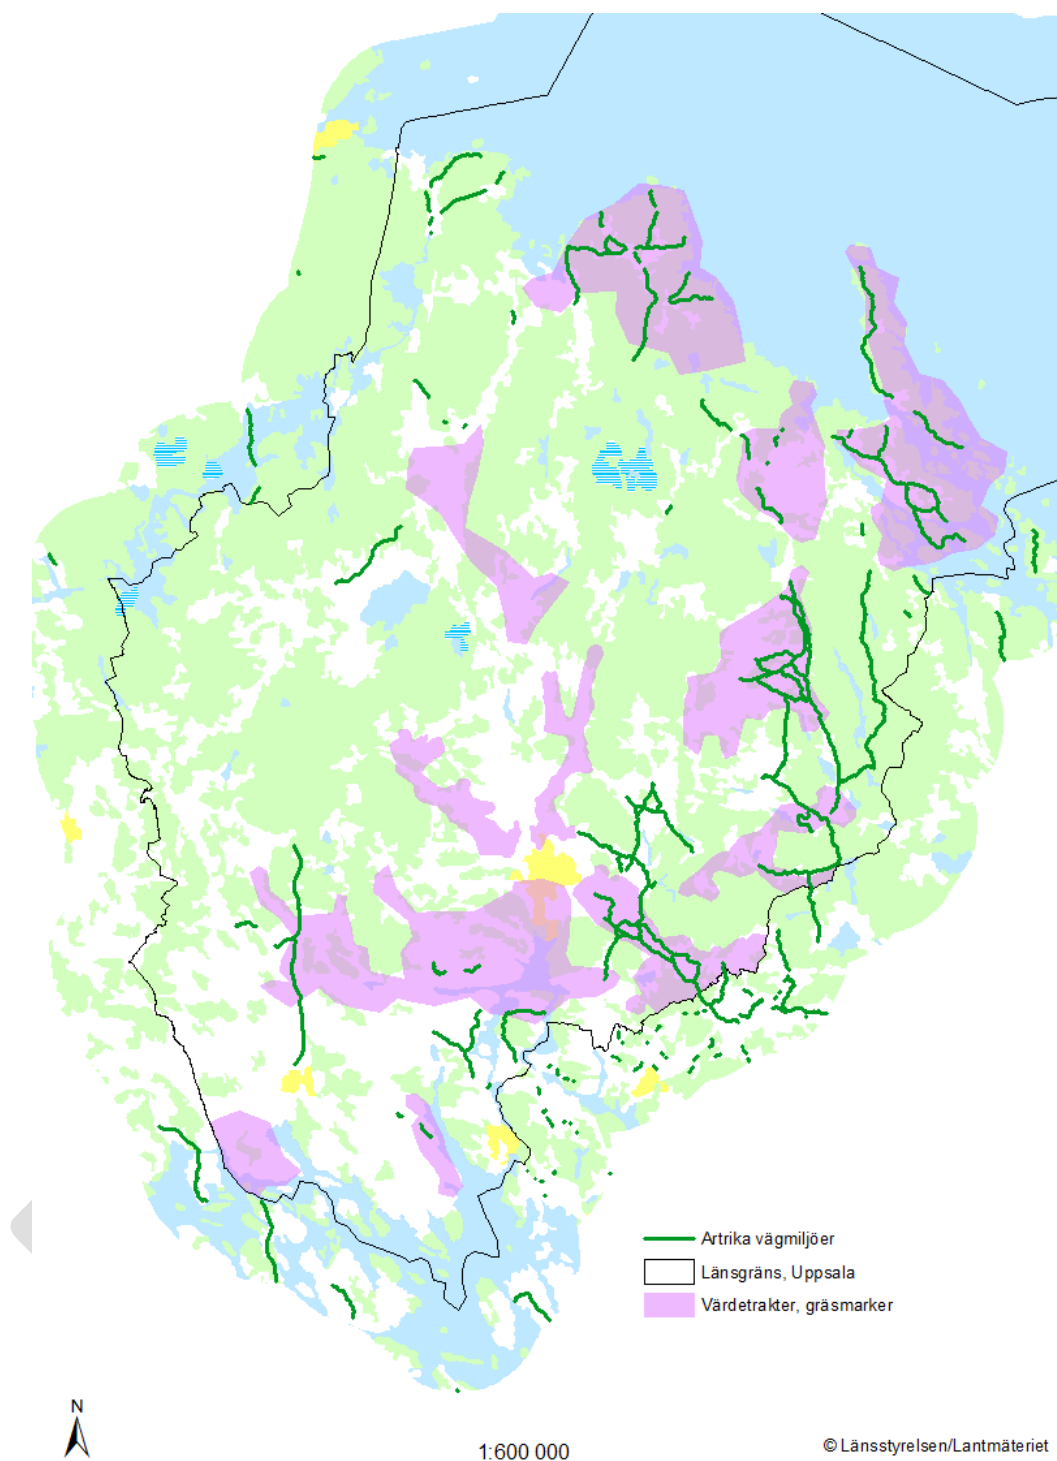 Artrika vägmiljöer
Länsgräns, Uppsala
Värdetrakter, gräsmarker
N
1:600 000
© Länsstyrelsen/Lantmäteriet